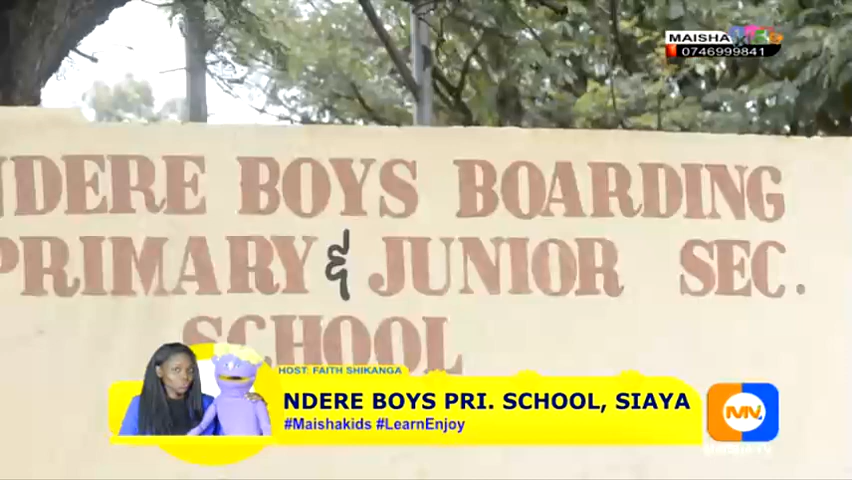 MAISHA Kids
0746999841
NDERE BOYS BOARDING
PRIMARY & JUNIOR SEC.
SCHOOL
HOST: FAITH SHIKANGA
NDERE BOYS PRI. SCHOOL, SIAYA
#Maishakids #LearnEnjoy
MV